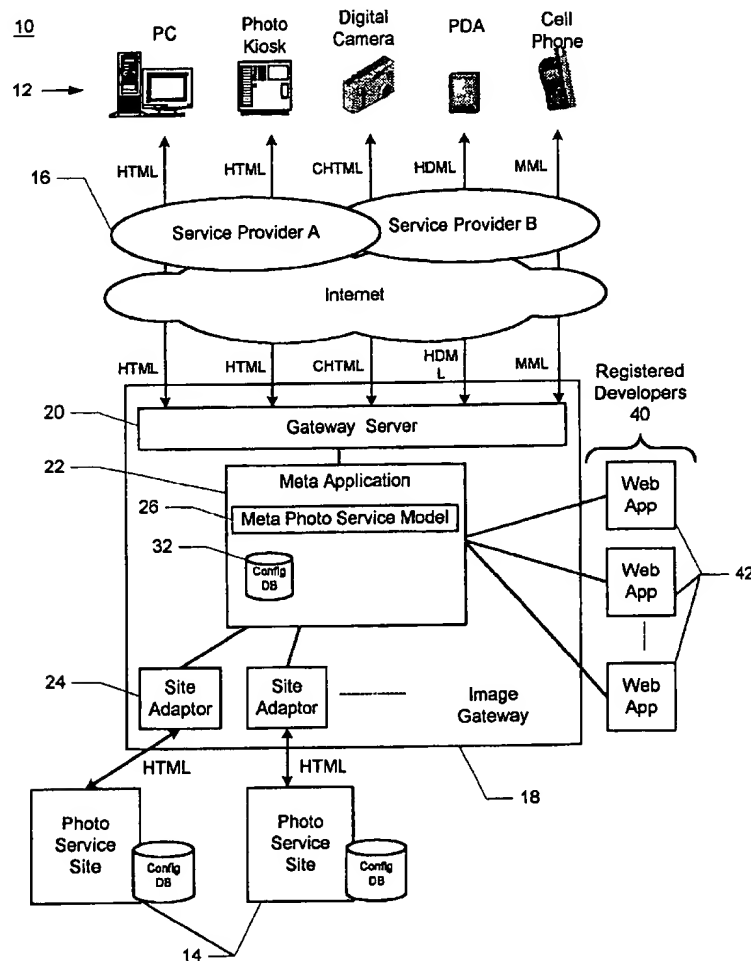 10
PC
Photo
Kiosk
Digital
Camera
PDA
Cell
Phone
12
HTML
HTML
CHTML
HDML
MML
16
Service Provider A
Service Provider B
Internet
HTML
HTML
CHTML
HDM
L
MML
Registered
Developers
40
20
Gateway Server
22
Meta Application
26
Meta Photo Service Model
32
Config
DB
Web
App
Web
App
42
Web
App
24
Site
Adaptor
Site
Adaptor
Image
Gateway
HTML
HTML
18
Photo
Service
Site
Config
DB
Photo
Service
Site
Config
DB
14